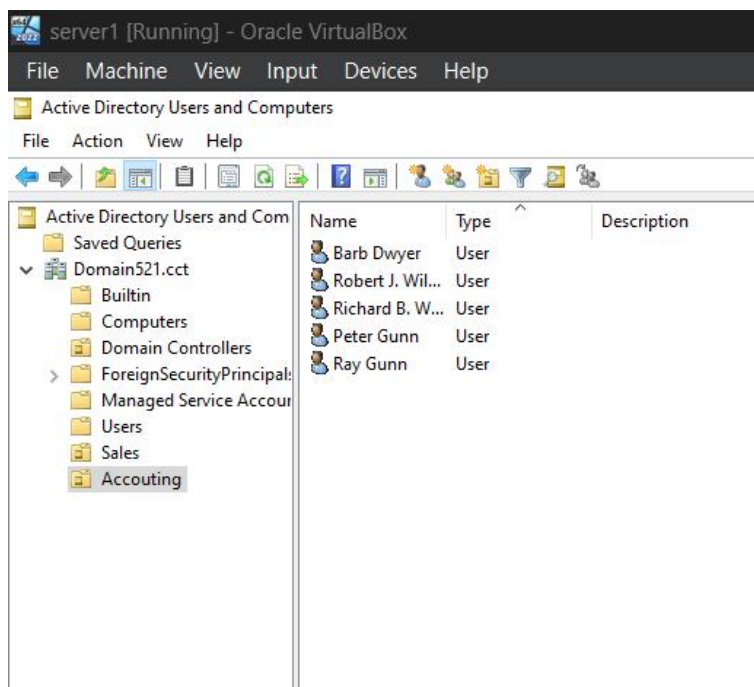 server1 [Running] - Oracle VirtualBox
File Machine View Input Devices Help
Active Directory Users and Computers
File Action View Help
Active Directory Users and Com
Saved Queries
Domain521.cct
Builtin
Computers
Domain Controllers
ForeignSecurityPrincipal
Managed Service Accour
Users
Sales
Accouting
Name Type Description
Barb Dwyer User
Robert J. Wil... User
Richard B. W... User
Peter Gunn User
Ray Gunn User